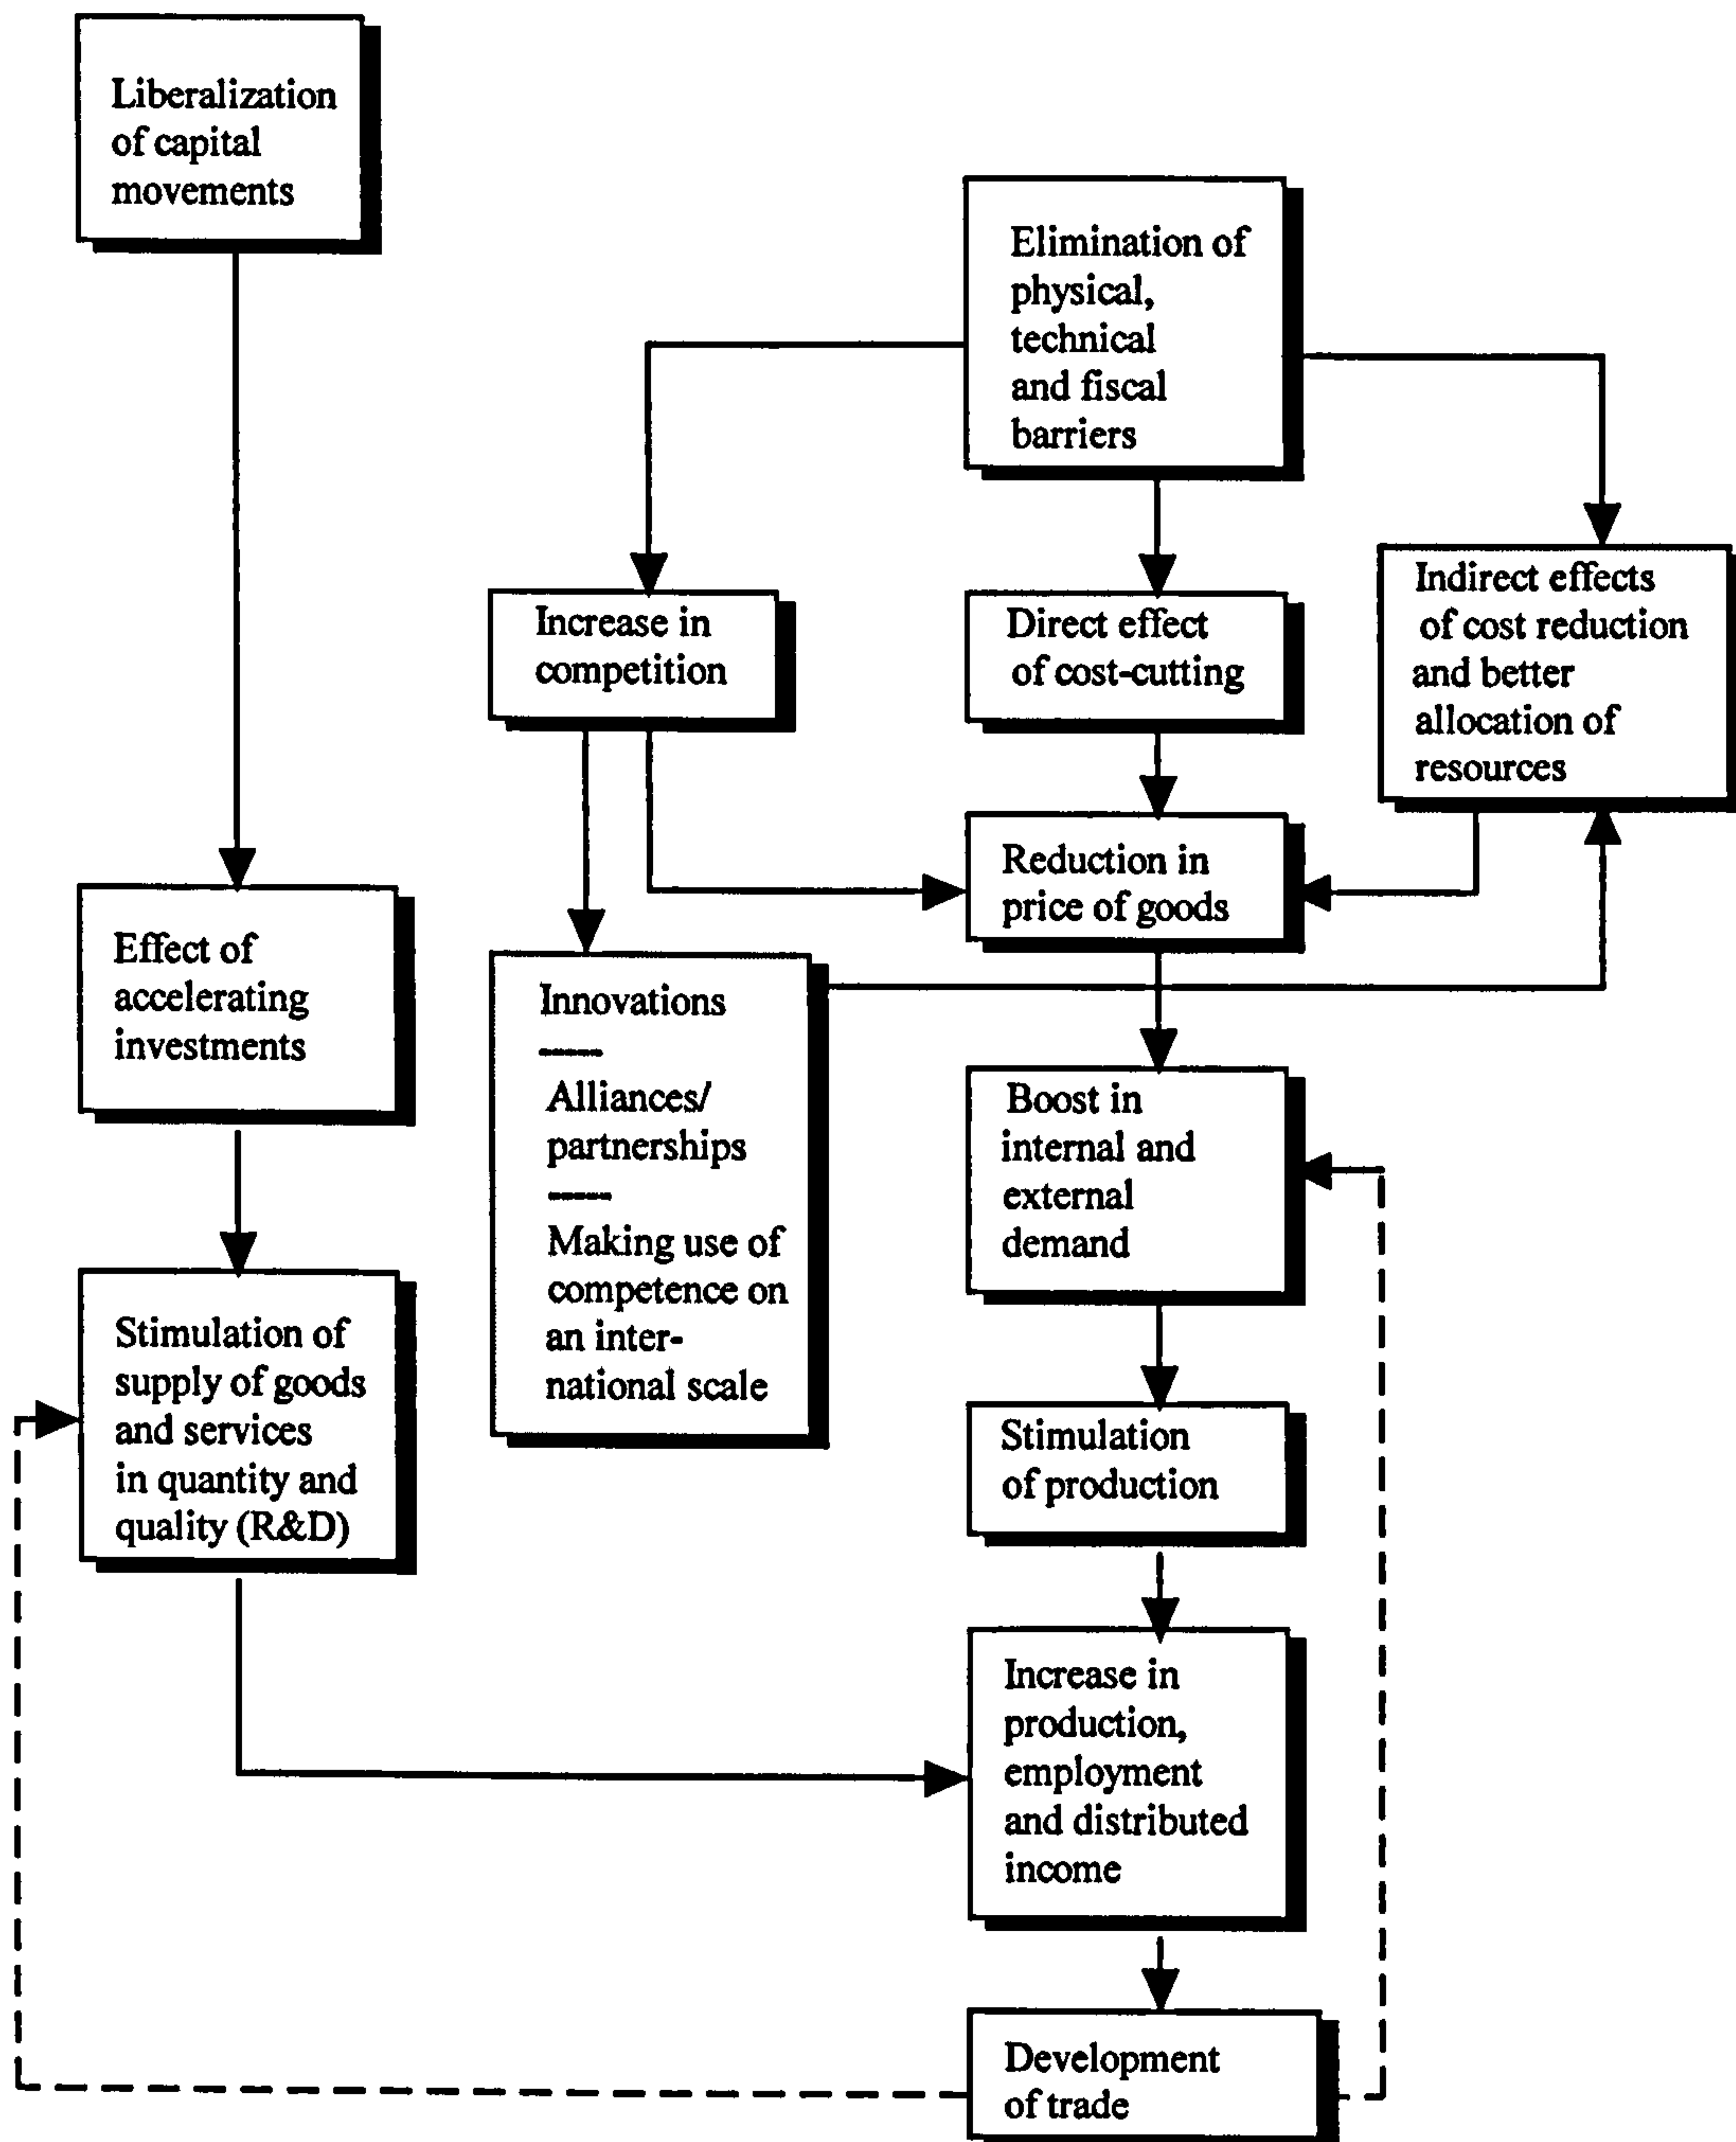 Liberalization
of capital
movements
Elimination of
physical,
technical
and fiscal
barriers
Increase in
competition
Direct effect
of cost-cutting
Indirect effects
of cost reduction
and better
allocation of
resources
Reduction in
price of goods
Effect of
accelerating
investments
Innovations
Alliances/
partnerships
Making use of
competence on
an inter-
national scale
Boost in
internal and
external
demand
Stimulation of
supply of goods
and services
in quantity and
quality (R&D)
Stimulation
of production
Increase in
production,
employment
and distributed
income
Development
of trade